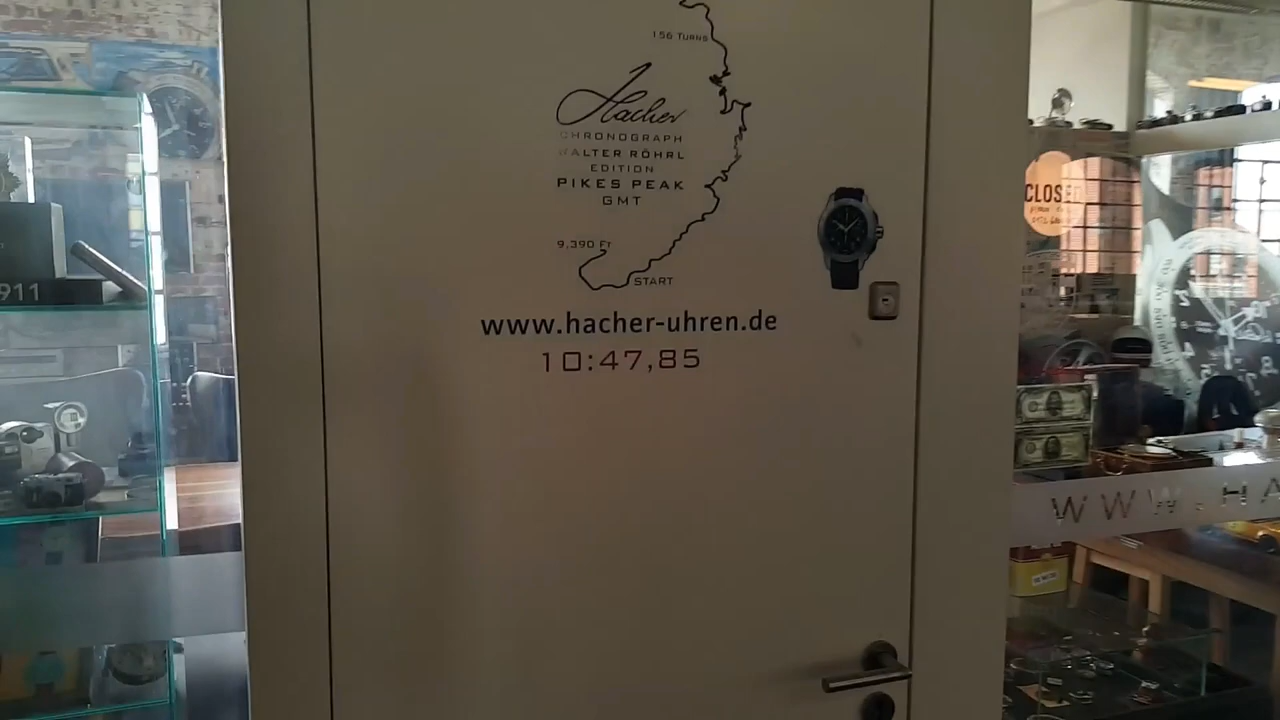 156 TURNS
Hacher
CHRONOGRAPH
WALTER RÖHRL
EDITION
PIKES PEAK
GMT
9,390 Ft
START
www.hacher-uhren.de
10:47,85
911
CLOSED
WWW.HA